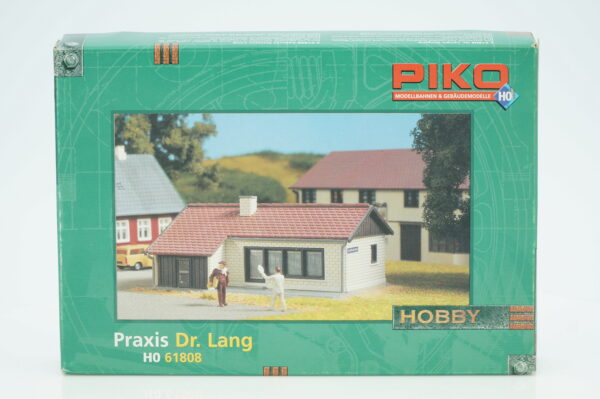 PIKO
MODELLBAHNEN & GEBÄUDEMODELLE
H0
HOBBY
Praxis Dr. Lang
H0 61808